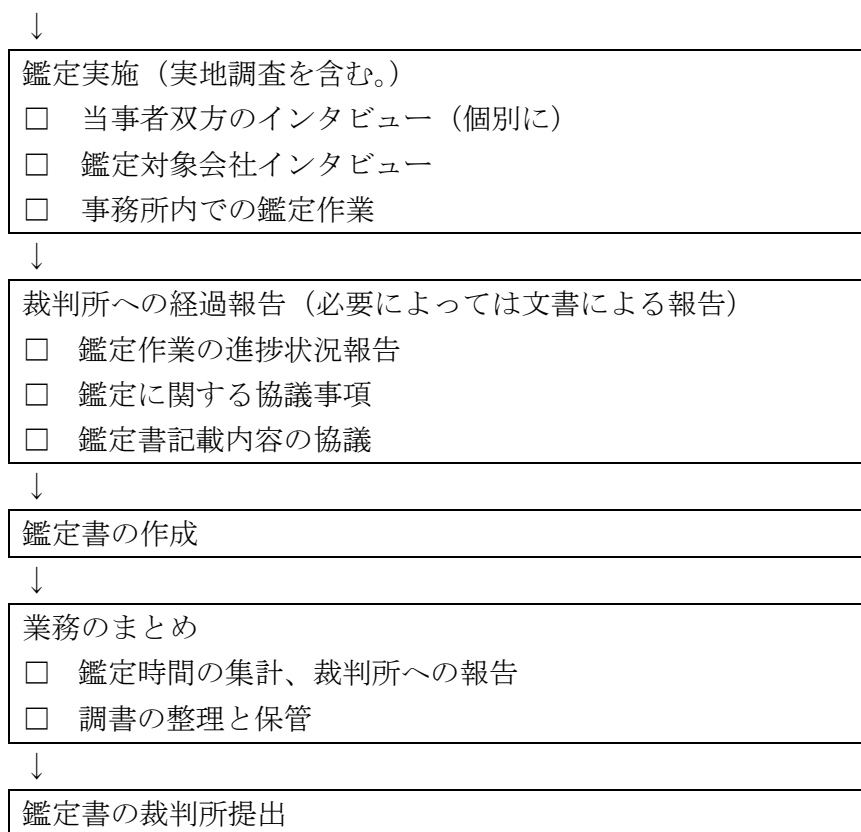 ↓
鑑定実施（実地調査を含む。）
□　当事者双方のインタビュー（個別に）
□　鑑定対象会社インタビュー
□　事務所内での鑑定作業
↓
裁判所への経過報告（必要によっては文書による報告）
□　鑑定作業の進捗状況報告
□　鑑定に関する協議事項
□　鑑定書記載内容の協議
↓
鑑定書の作成
↓
業務のまとめ
□　鑑定時間の集計、裁判所への報告
□　調書の整理と保管
↓
鑑定書の裁判所提出